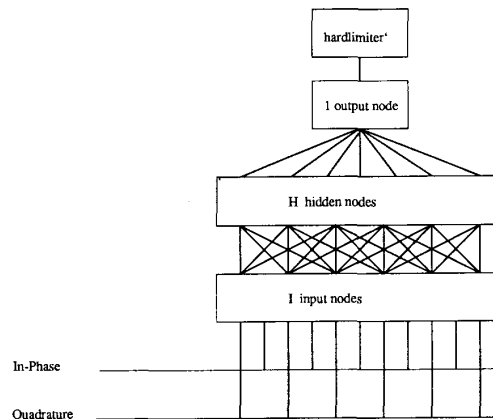 hardlimiter'
1 output node
H hidden nodes
I input nodes
In-Phase
Quadrature